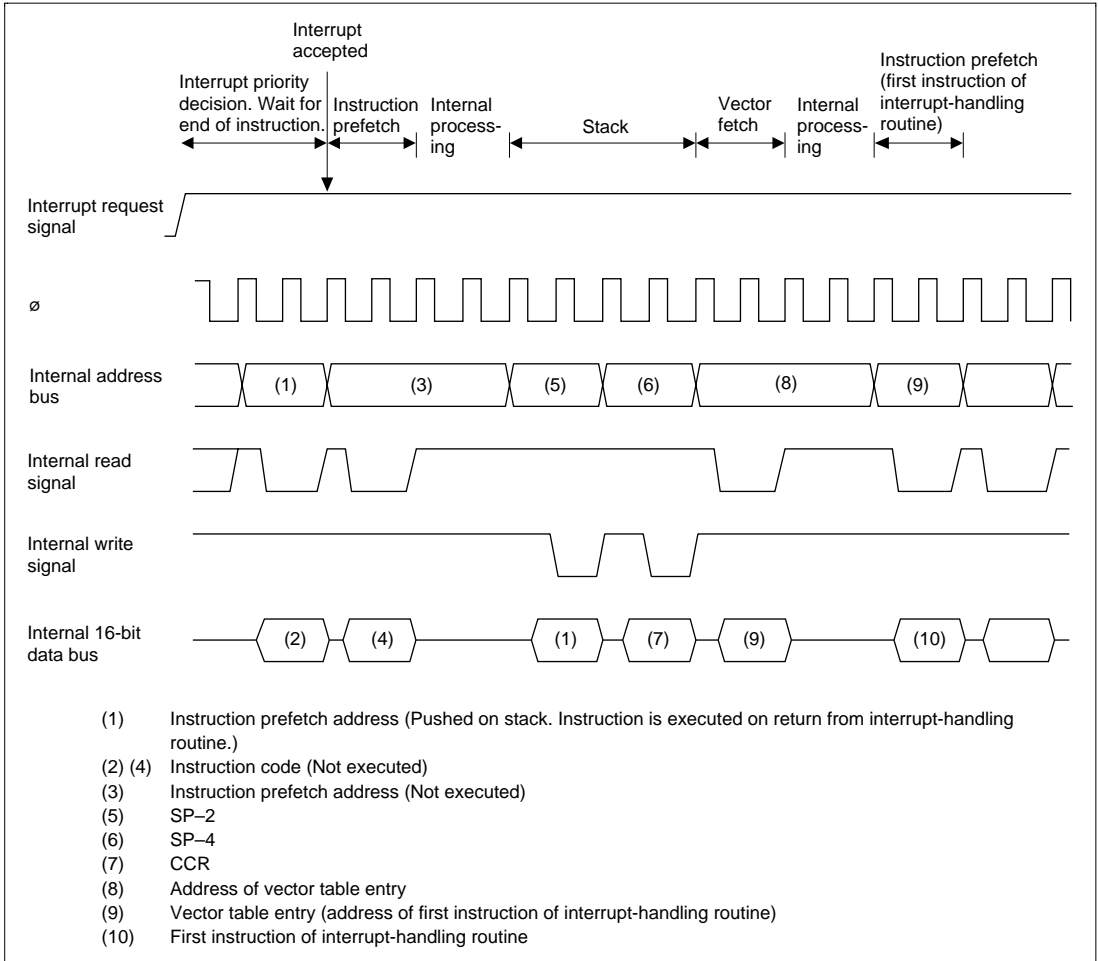 Interrupt
accepted
Interrupt priority
decision. Wait for
end of instruction.
Instruction
prefetch
Internal
process-
ing
Stack
Vector
fetch
Internal
process-
ing
Instruction prefetch
(first instruction of
interrupt-handling
routine)
Interrupt request
signal
ø
Internal address
bus
(1) (3) (5) (6) (8) (9)
Internal read
signal
Internal write
signal
Internal 16-bit
data bus
(2) (4) (1) (7) (9) (10)
(1) Instruction prefetch address (Pushed on stack. Instruction is executed on return from interrupt-handling
routine.)
(2) (4) Instruction code (Not executed)
(3) Instruction prefetch address (Not executed)
(5) SP–2
(6) SP–4
(7) CCR
(8) Address of vector table entry
(9) Vector table entry (address of first instruction of interrupt-handling routine)
(10) First instruction of interrupt-handling routine